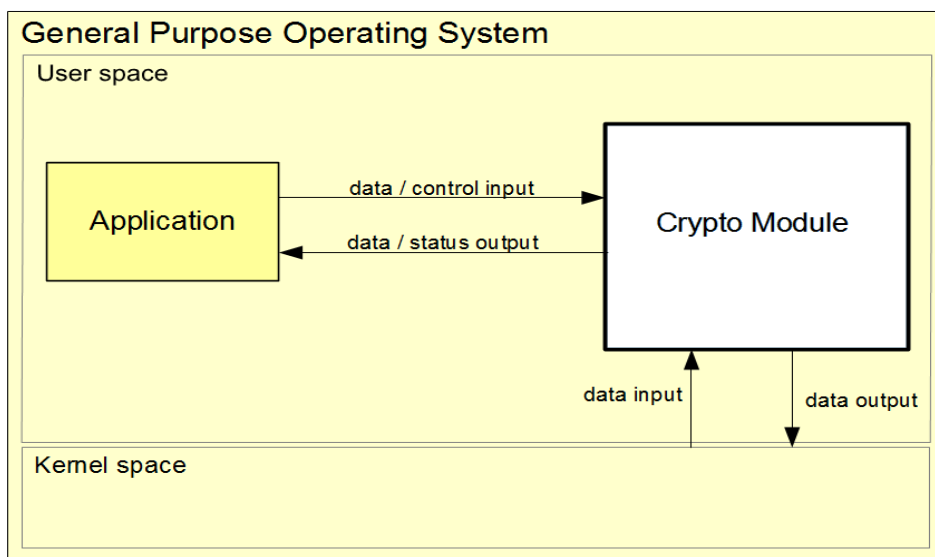 General Purpose Operating System
User space
Application
data / control input
data / status output
Crypto Module
data input
data output
Kernel space